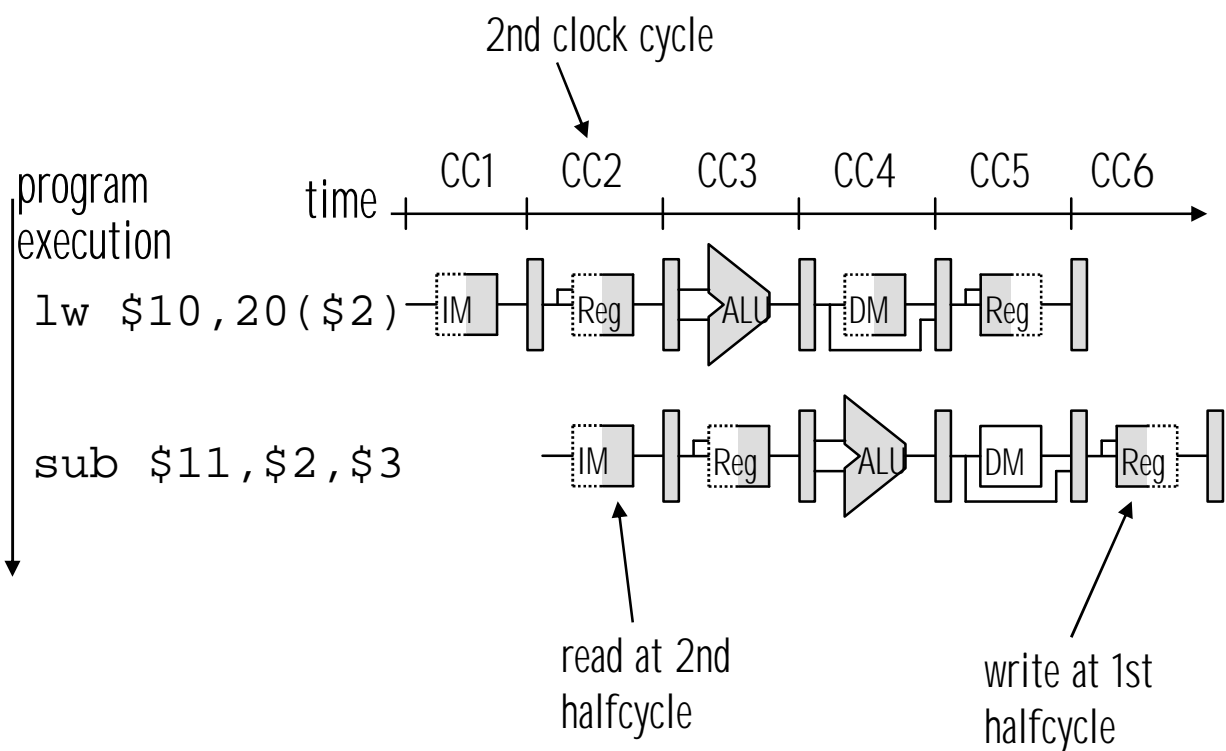 2nd clock cycle
CC1 CC2 CC3 CC4 CC5 CC6
program
execution
time
lw $10,20($2) IM Reg ALU DM Reg
sub $11,$2,$3 IM Reg ALU DM Reg
read at 2nd
halfcycle
write at 1st
halfcycle